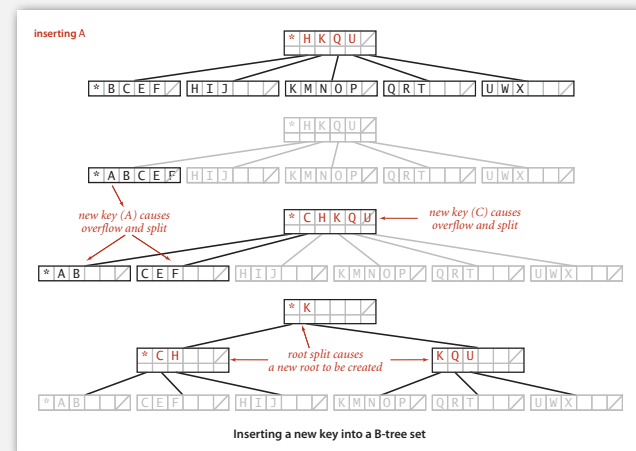 inserting A
* H K Q U
* B C E F H I J K M N O P Q R T U W X
* H K Q U
* A B C E F H I J K M N O P Q R T U W X
new key (A) causes
overflow and split
* C H K Q U
new key (C) causes
overflow and split
* A B C E F H I J K M N O P Q R T U W X
* K
* C H
root split causes
a new root to be created
K Q U
* A B C E F H I J K M N O P Q R T U W X
Inserting a new key into a B-tree set